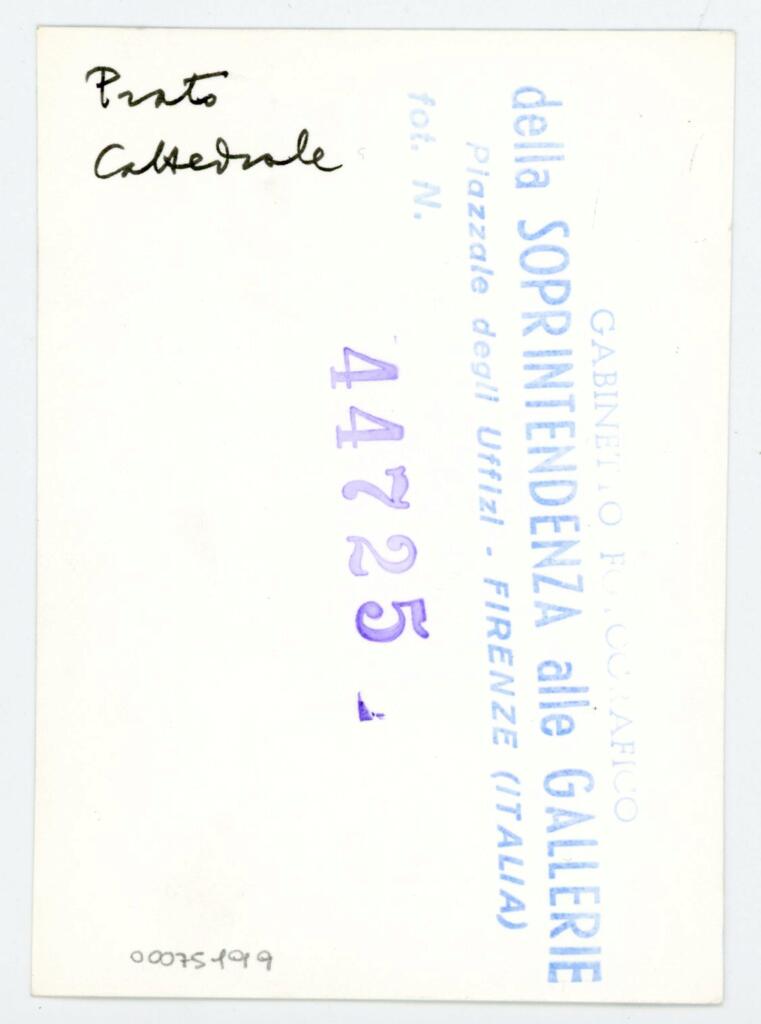 Prato
Cattedrale
GABINETTO FOTOGRAFICO
della SOPRINTENDENZA alle GALLERIE
Piazzale degli Uffizi - FIRENZE (ITALIA)
fot. N.
44725
00075199